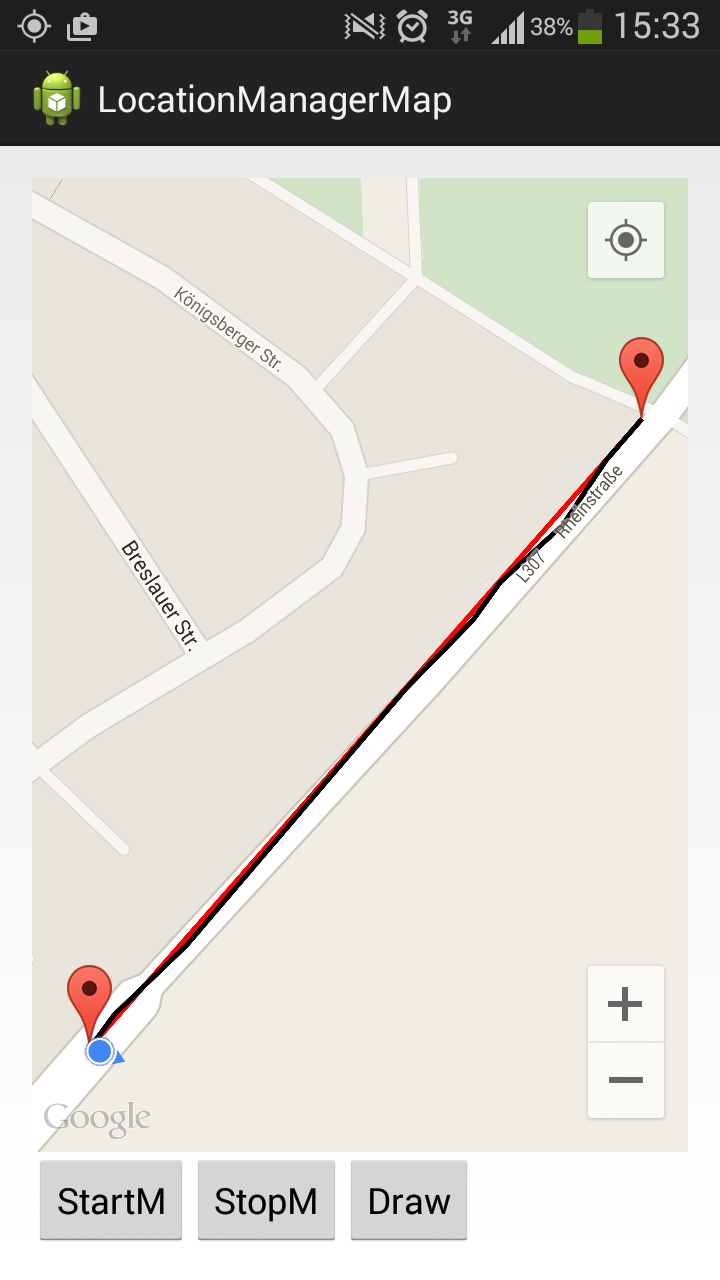 3G 38% 15:33
LocationManagerMap
Königsberger Str.
Rheinstraße
L307
Breslauer Str.
Google
StartM StopM Draw